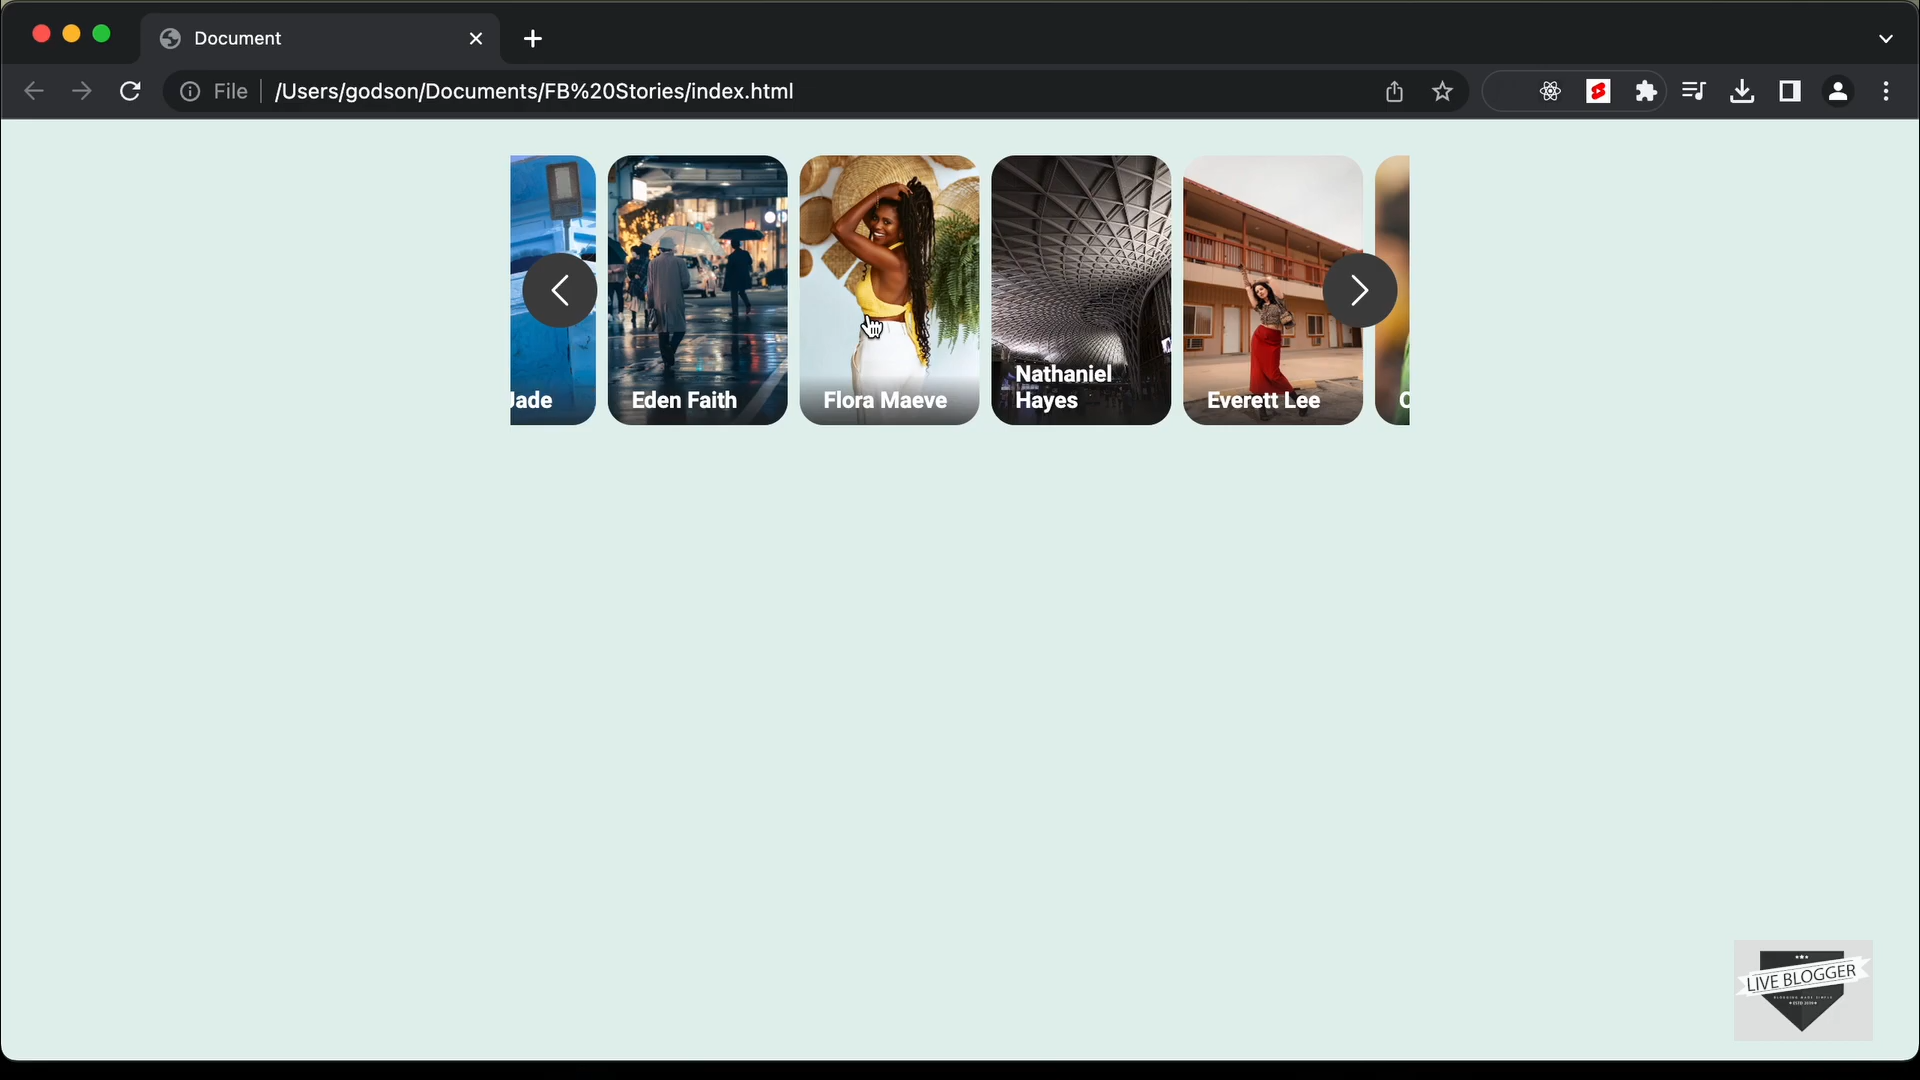 Document
File
/Users/godson/Documents/FB%20Stories/index.html
Jade
Eden Faith
Flora Maeve
Nathaniel
Hayes
Everett Lee
LIVE BLOGGER